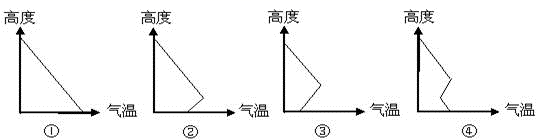 高度 高度 高度 高度
气温 气温 气温 气温
① ② ③ ④